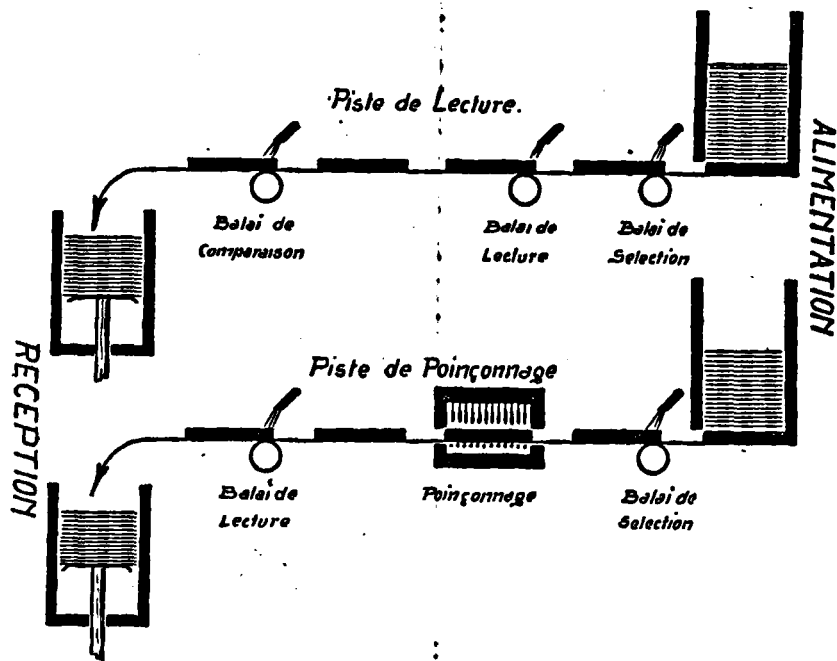 Piste de Lecture.
ALIMENTATION
Balai de
Comparaison
Balai de
Lecture
Balai de
Selection
Piste de Poinçonnage
RECEPTION
Balai de
Lecture
Poinçonnage
Balai de
Selection